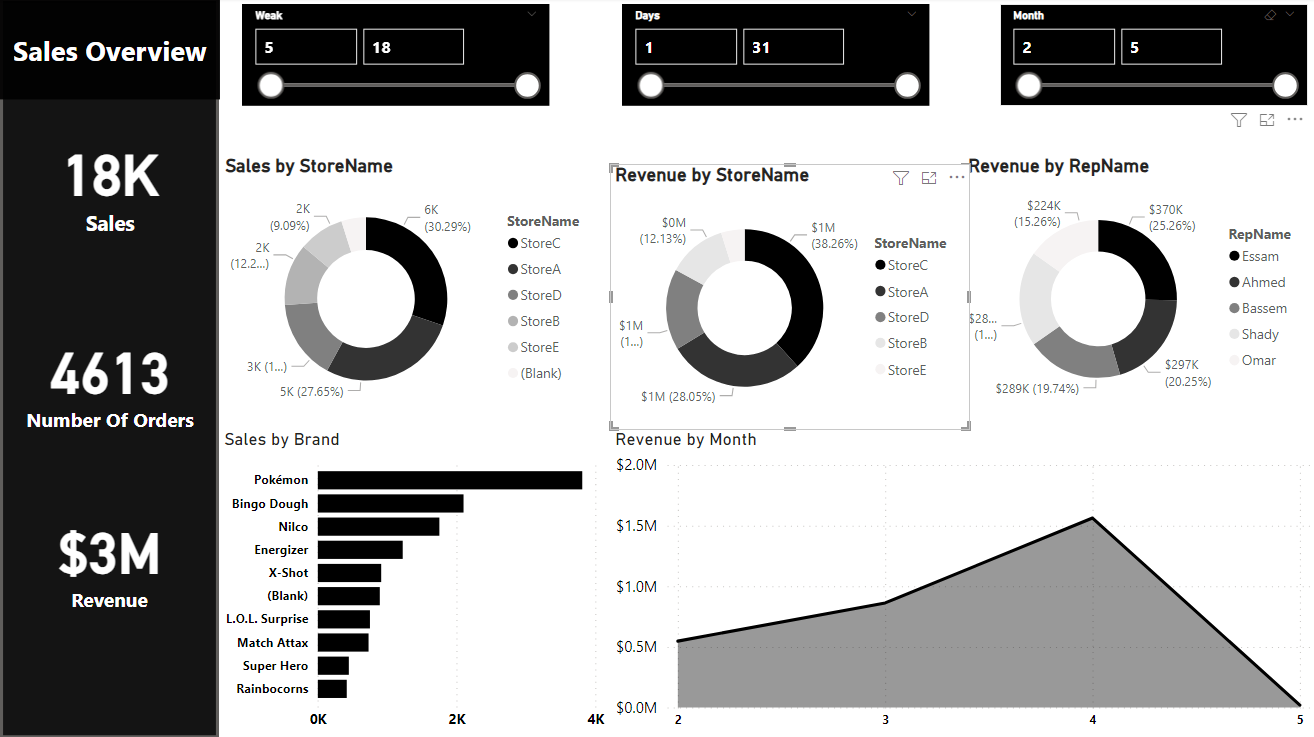 Sales Overview
18K
Sales
4613
Number Of Orders
$3M
Revenue
Weak
5 18
Days
1 31
Month
2 5
Sales by StoreName
2K
(9.09%)
6K
(30.29%)
2K
(12.2...)
3K (1...)
5K (27.65%)
StoreName
StoreC
StoreA
StoreD
StoreB
StoreE
(Blank)
Revenue by StoreName
$0M
(12.13%)
$1M
(38.26%)
$1M
(1...)
$1M (28.05%)
StoreName
StoreC
StoreA
StoreD
StoreB
StoreE
Revenue by RepName
$224K
(15.26%)
$370K
(25.26%)
$28...
(1...)
$289K (19.74%)
$297K
(20.25%)
RepName
Essam
Ahmed
Bassem
Shady
Omar
Sales by Brand
Pokémon
Bingo Dough
Nilco
Energizer
X-Shot
(Blank)
L.O.L. Surprise
Match Attax
Super Hero
Rainbocorns
0K 2K 4K
Revenue by Month
$2.0M
$1.5M
$1.0M
$0.5M
$0.0M
2 3 4 5